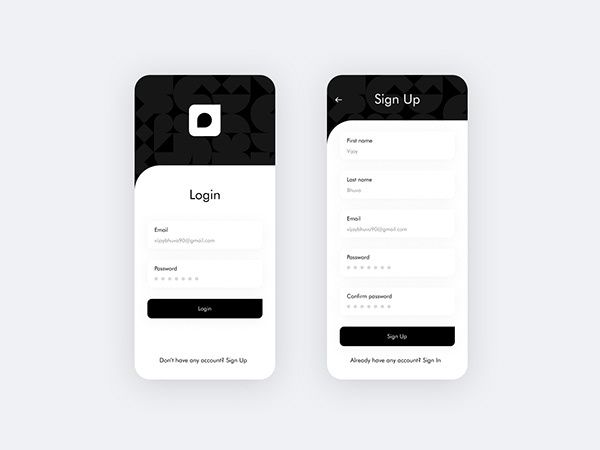 Login
Email
vijaybhuva90@gmail.com
Password
Login
Don't have any account? Sign Up
Sign Up
First name
Vijay
Last name
Bhuva
Email
vijaybhuva90@gmail.com
Password
Confirm password
Sign Up
Already have any account? Sign In